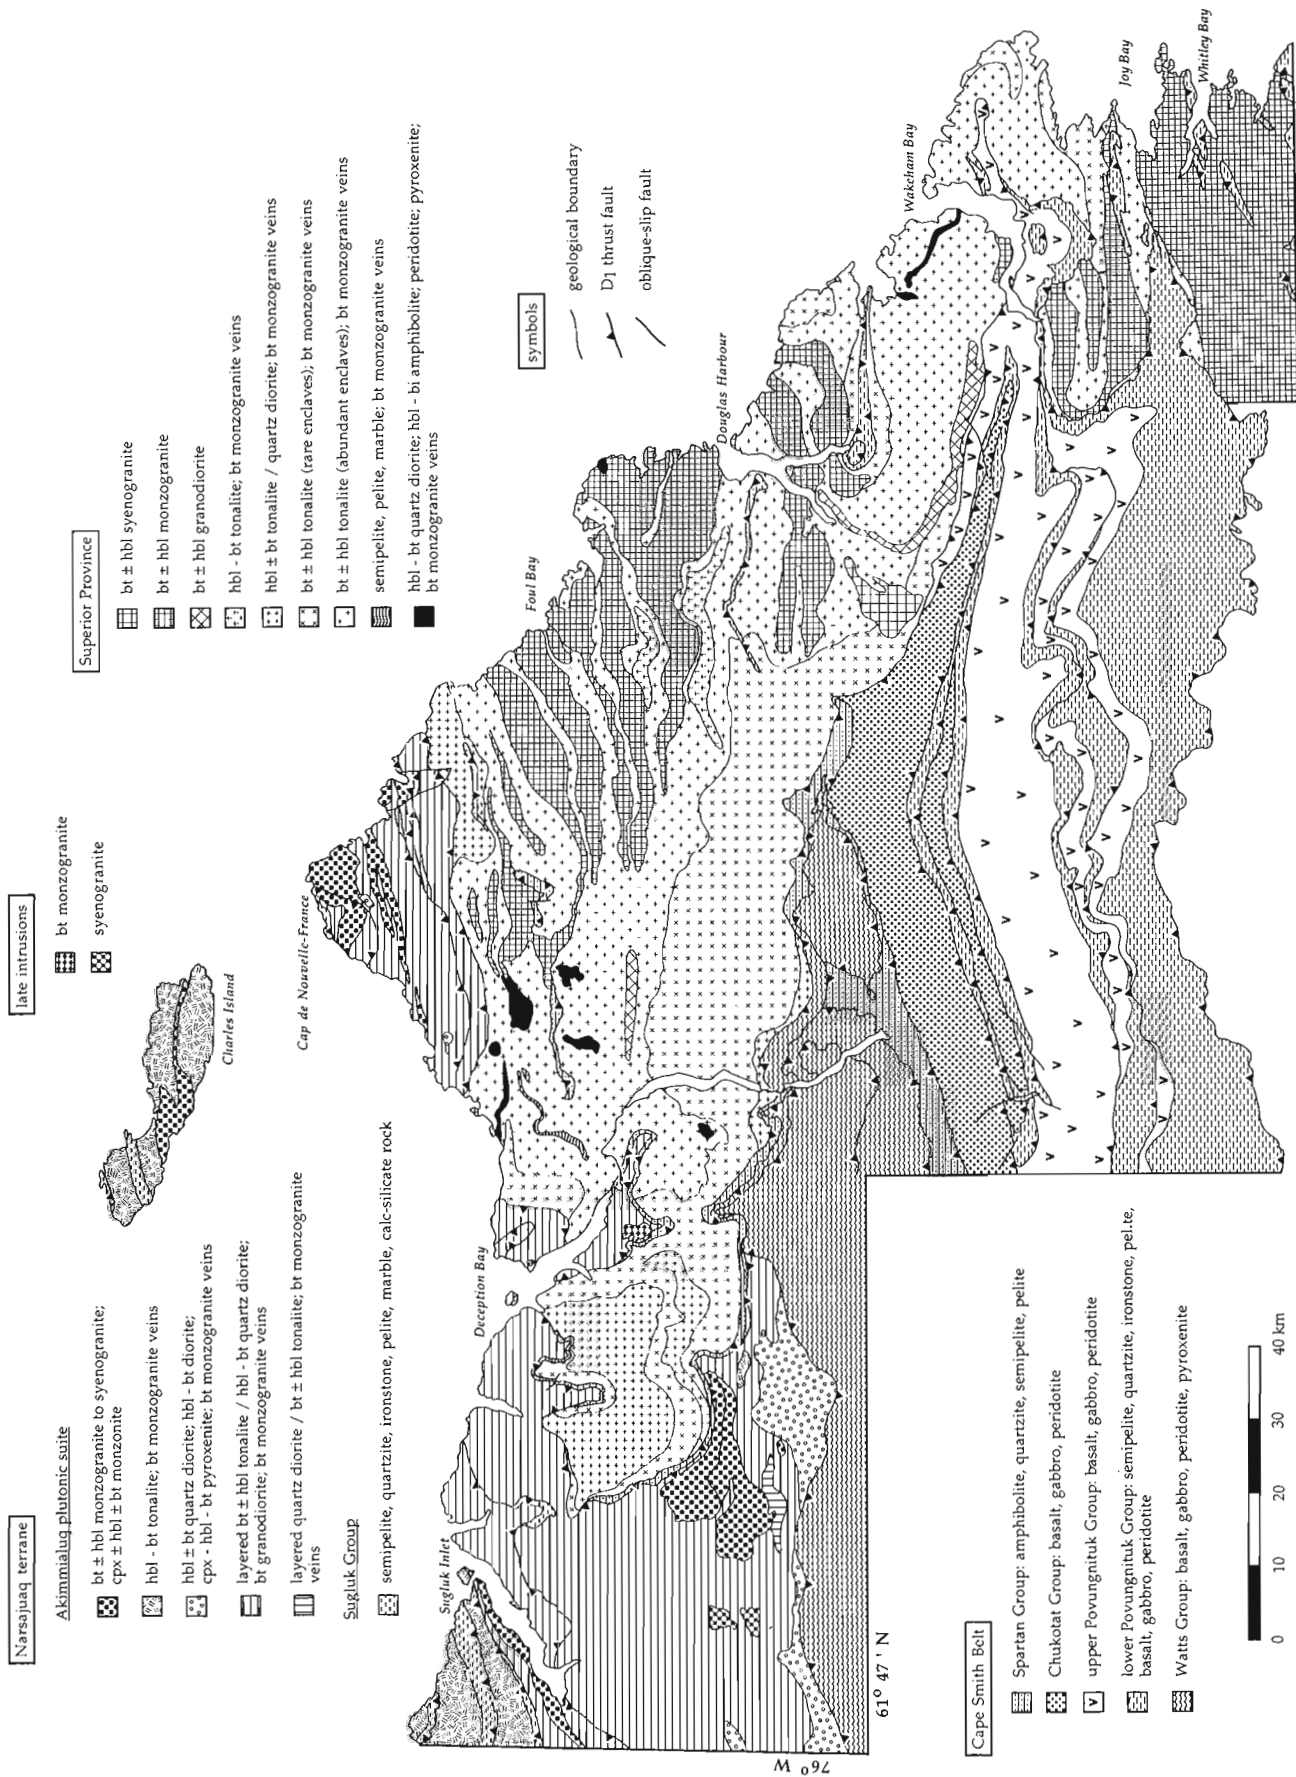 Narsajuaq terrane
Akimmialuq plutonic suite
bt ± hbl monzogranite to syenogranite;
cpx ± hbl ± bt monzonite
hbl - bt tonalite; bt monzogranite veins
hbl ± bt quartz diorite; hbl - bt diorite;
cpx - hbl - bt pyroxenite; bt monzogranite veins
layered bt ± hbl tonalite / hbl - bt quartz diorite;
bt granodiorite; bt monzogranite veins
layered quartz diorite / bt ± hbl tonalite; bt monzogranite
veins
Sugluk Group
semipelite, quartzite, ironstone, pelite, marble, calc-silicate rock
late intrusions
bt monzogranite
syenogranite
Superior Province
bt ± hbl syenogranite
bt ± hbl monzogranite
bt ± hbl granodiorite
hbl - bt tonalite; bt monzogranite veins
hbl ± bt tonalite / quartz diorite; bt monzogranite veins
bt ± hbl tonalite (rare enclaves); bt monzogranite veins
bt ± hbl tonalite (abundant enclaves); bt monzogranite veins
semipelite, pelite, marble; bt monzogranite veins
hbl - bt quartz diorite; hbl - bi amphibolite; peridotite; pyroxenite;
bt monzogranite veins
symbols
geological boundary
D1 thrust fault
oblique-slip fault
Charles Island
Cap de Nouvelle-France
Sugluk Inlet
Deception Bay
Foul Bay
Douglas Harbour
Wakeham Bay
Joy Bay
Whitley Bay
76° W
61° 47' N
Cape Smith Belt
Spartan Group: amphibolite, quartzite, semipelite, pelite
Chukotat Group: basalt, gabbro, peridotite
upper Povungnituk Group: basalt, gabbro, peridotite
lower Povungnituk Group: semipelite, quartzite, ironstone, pel.te,
basalt, gabbro, peridotite
Watts Group: basalt, gabbro, peridotite, pyroxenite
0 10 20 30 40 km